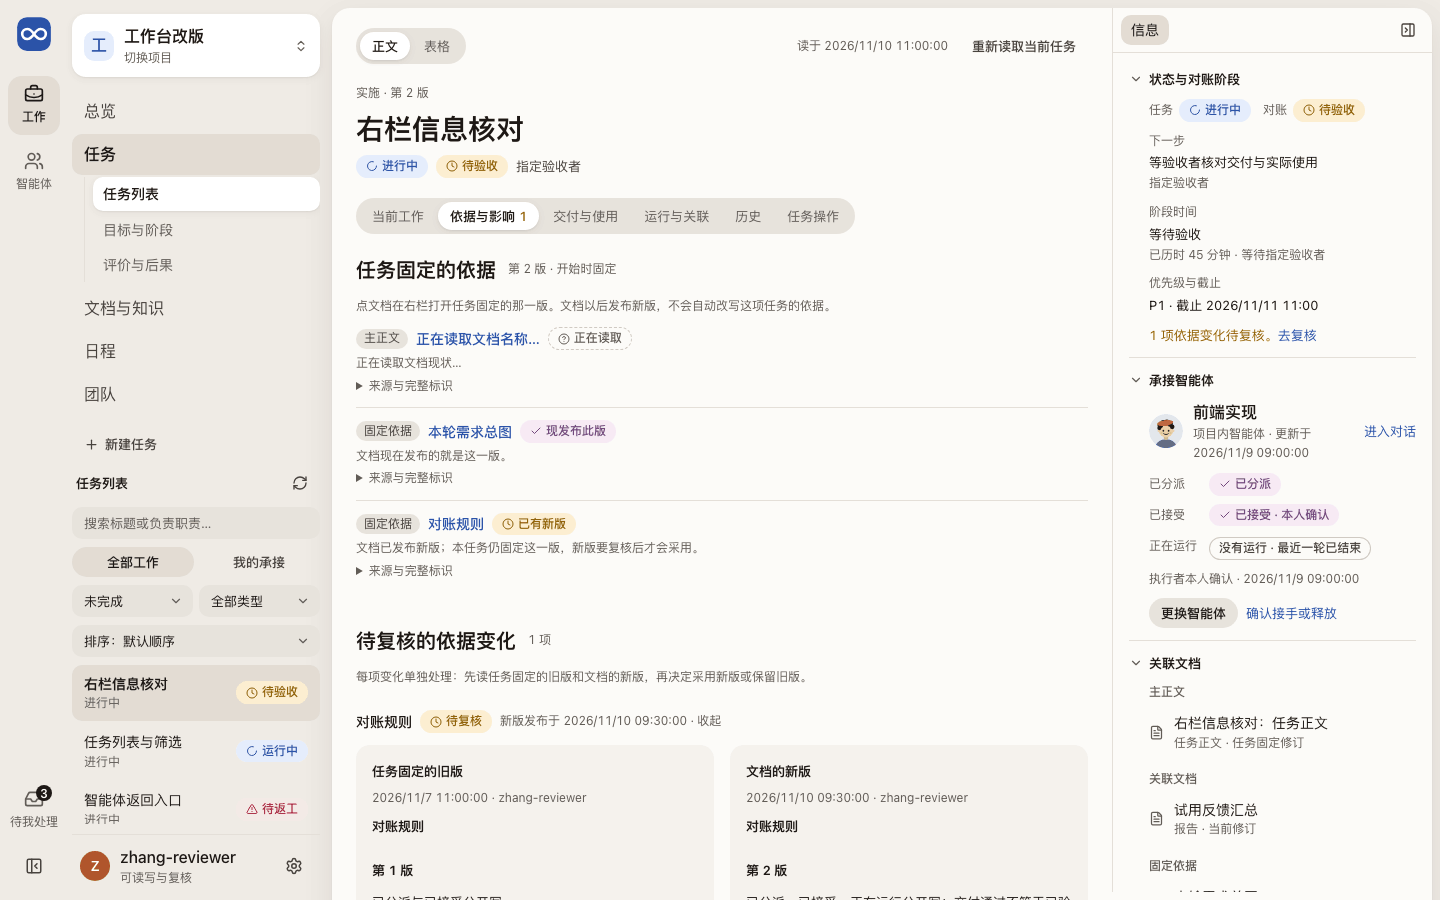 工作
智能体
3
待我处理
工
工作台改版
切换项目
总览
任务
任务列表
目标与阶段
评价与后果
文档与知识
日程
团队
新建任务
任务列表
搜索标题或负责职责...
全部工作
我的承接
未完成
全部类型
排序：默认顺序
右栏信息核对
进行中
待验收
任务列表与筛选
进行中
运行中
智能体返回入口
进行中
待返工
Z
zhang-reviewer
可读写与复核
正文
表格
读于 2026/11/10 11:00:00
重新读取当前任务
实施 · 第 2 版
右栏信息核对
进行中
待验收
指定验收者
当前工作
依据与影响 1
交付与使用
运行与关联
历史
任务操作
任务固定的依据
第 2 版 · 开始时固定
点文档在右栏打开任务固定的那一版。文档以后发布新版，不会自动改写这项任务的依据。
主正文
正在读取文档名称...
正在读取
正在读取文档现状...
来源与完整标识
固定依据
本轮需求总图
现发布此版
文档现在发布的就是这一版。
来源与完整标识
固定依据
对账规则
已有新版
文档已发布新版；本任务仍固定这一版，新版要复核后才会采用。
来源与完整标识
待复核的依据变化
1 项
每项变化单独处理：先读任务固定的旧版和文档的新版，再决定采用新版或保留旧版。
对账规则
待复核
新版发布于 2026/11/10 09:30:00 · 收起
任务固定的旧版
2026/11/7 11:00:00 · zhang-reviewer
对账规则
第 1 版
文档的新版
2026/11/10 09:30:00 · zhang-reviewer
对账规则
第 2 版
信息
状态与对账阶段
任务
进行中
对账
待验收
下一步
等验收者核对交付与实际使用
指定验收者
阶段时间
等待验收
已历时 45 分钟 · 等待指定验收者
优先级与截止
P1 · 截止 2026/11/11 11:00
1 项依据变化待复核。去复核
承接智能体
前端实现
项目内智能体 · 更新于
2026/11/9 09:00:00
进入对话
已分派
已分派
已接受
已接受 · 本人确认
正在运行
没有运行 · 最近一轮已结束
执行者本人确认 · 2026/11/9 09:00:00
更换智能体
确认接手或释放
关联文档
主正文
右栏信息核对：任务正文
任务正文 · 任务固定修订
关联文档
试用反馈汇总
报告 · 当前修订
固定依据